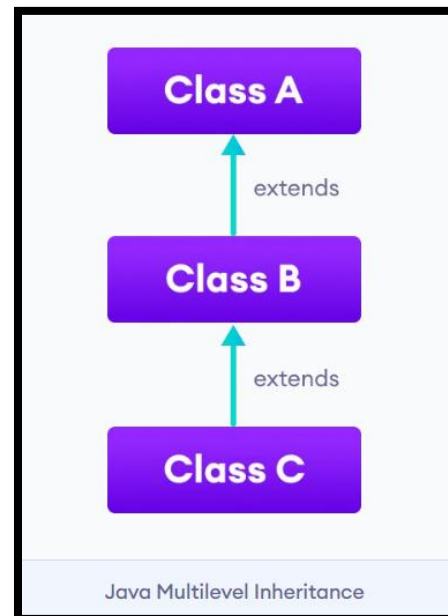 Class A
extends
Class B
extends
Class C
Java Multilevel Inheritance